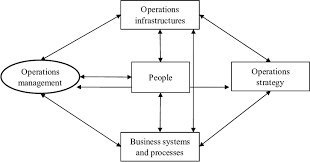 Operations
infrastructures
Operations
management
People
Operations
strategy
Business systems
and processes